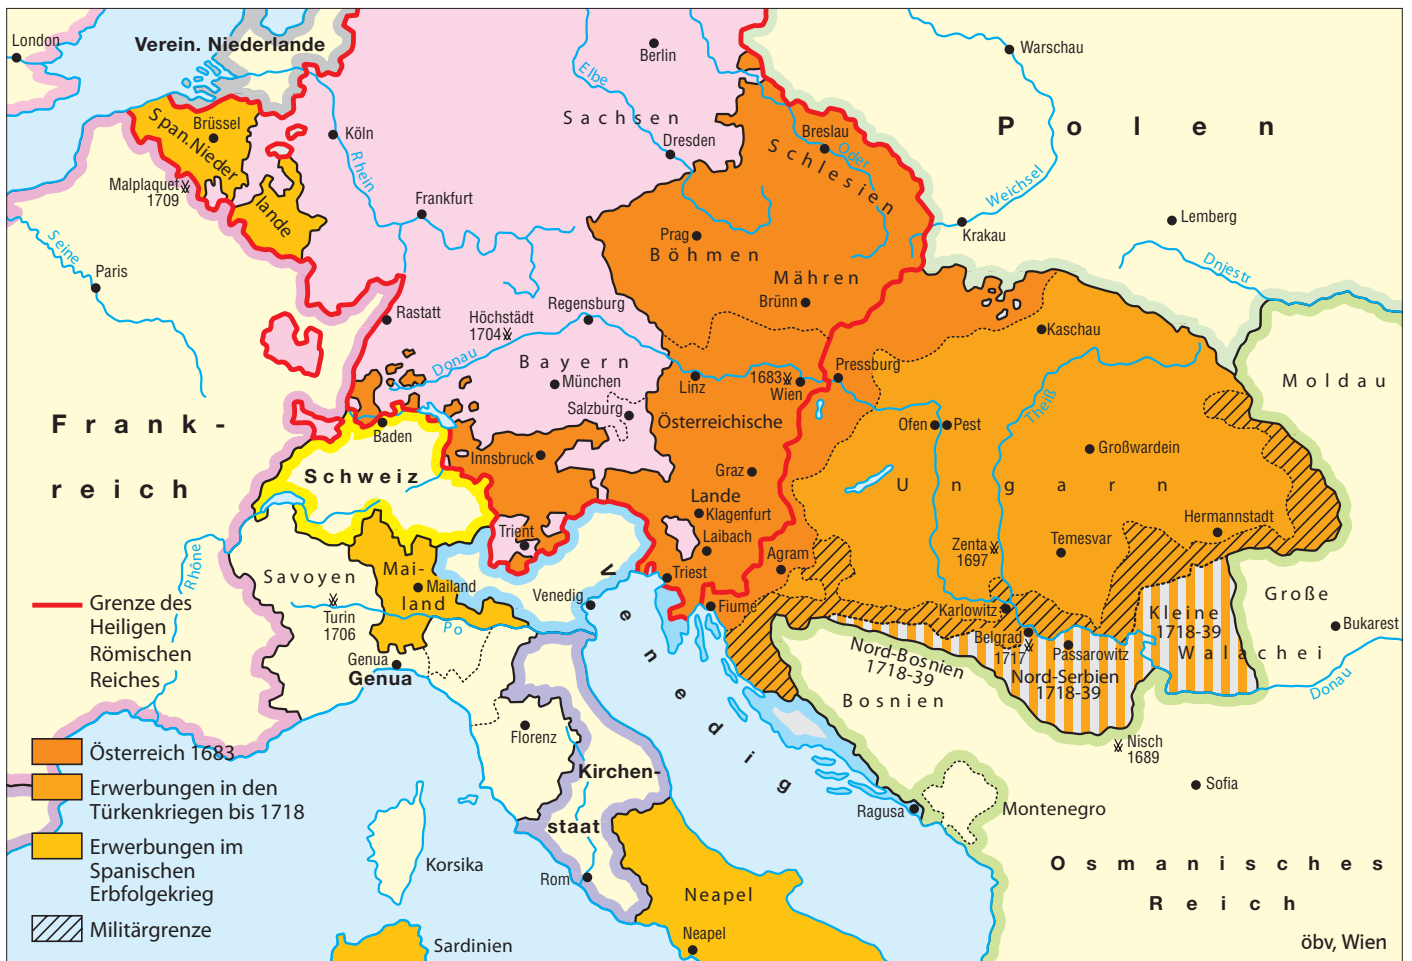 London
Verein. Niederlande
Berlin
Warschau
Elbe
Sachsen
Polen
Brüssel
Span. Nieder
lande
Köln
Dresden
Breslau
Oder
Schlesien
Rhein
Malplaquet
1709
Frankfurt
Weichsel
Krakau
Lemberg
Seine
Paris
Prag
Böhmen
Mähren
Brünn
Dnjestr
Rastatt
Höchstädt
1704
Regensburg
Kaschau
Donau
Bayern
München
Linz
1683
Wien
Pressburg
Moldau
Salzburg
Theiß
Frank-
reich
Baden
Österreichische
Lande
Ofen
Pest
Großwardein
Innsbruck
Schweiz
Graz
Ungarn
Klagenfurt
Hermannstadt
Trient
Laibach
Zenta
1697
Temesvar
Rhône
Agram
Savoyen
Mai-
land
Mailand
Triest
Venedig
Venedig
Fiume
Karlowitz
Große
Walachei
Kleine
1718-39
Turin
1706
Po
Belgrad
1717
Passarowitz
Bukarest
Genua
Genua
Nord-Bosnien
1718-39
Nord-Serbien
1718-39
Bosnien
Donau
Florenz
Nisch
1689
Kirchen-
staat
Sofia
Ragusa
Montenegro
Korsika
Osmanisches
Reich
Rom
Neapel
Neapel
Sardinien
Grenze des
Heiligen
Römischen
Reiches
Österreich 1683
Erwerbungen in den
Türkenkriegen bis 1718
Erwerbungen im
Spanischen
Erbfolgekrieg
Militärgrenze
öbv, Wien